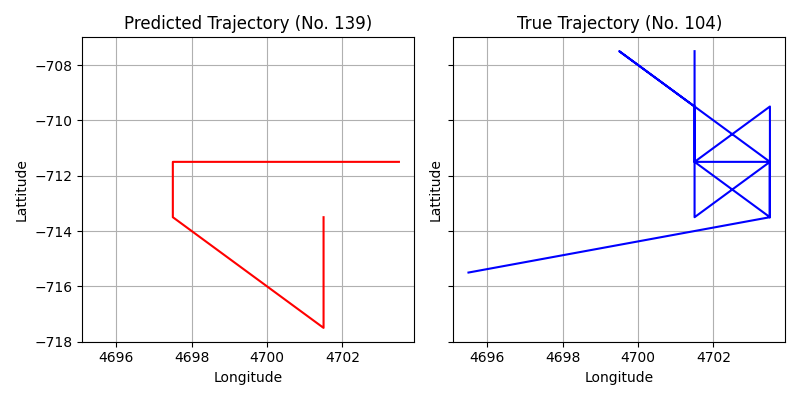 Predicted Trajectory (No. 139)
True Trajectory (No. 104)
Lattitude
−708
−710
−712
−714
−716
−718
4696
4698
4700
4702
Longitude
Lattitude
4696
4698
4700
4702
Longitude